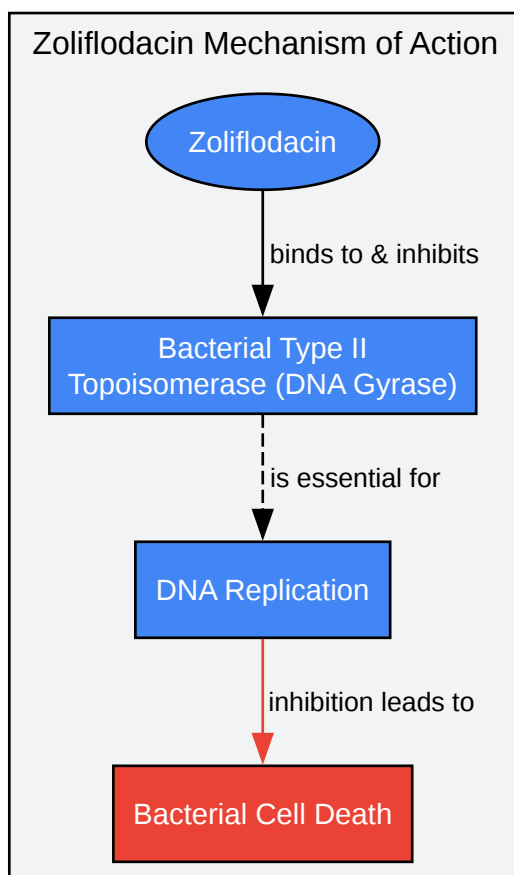 Zoliflodacin Mechanism of Action
Zoliflodacin
binds to & inhibits
Bacterial Type II
Topoisomerase (DNA Gyrase)
is essential for
DNA Replication
inhibition leads to
Bacterial Cell Death